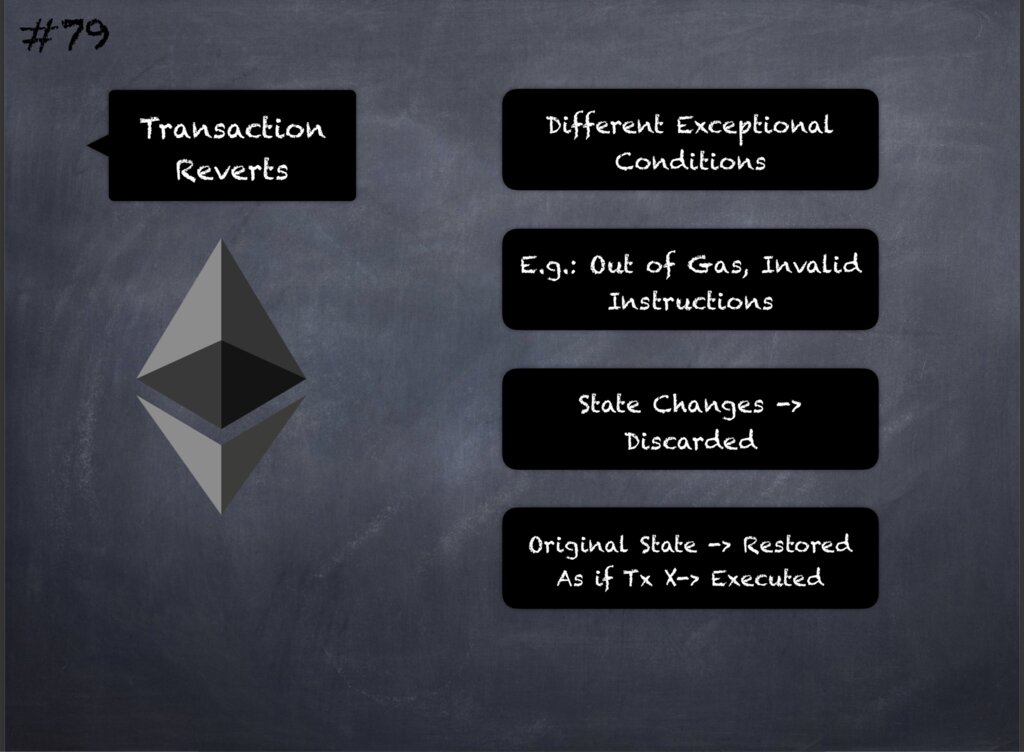 #79
Transaction
Reverts
Different Exceptional
Conditions
E.g.: Out of Gas, Invalid
Instructions
State Changes ->
Discarded
Original State -> Restored
As if Tx X-> Executed